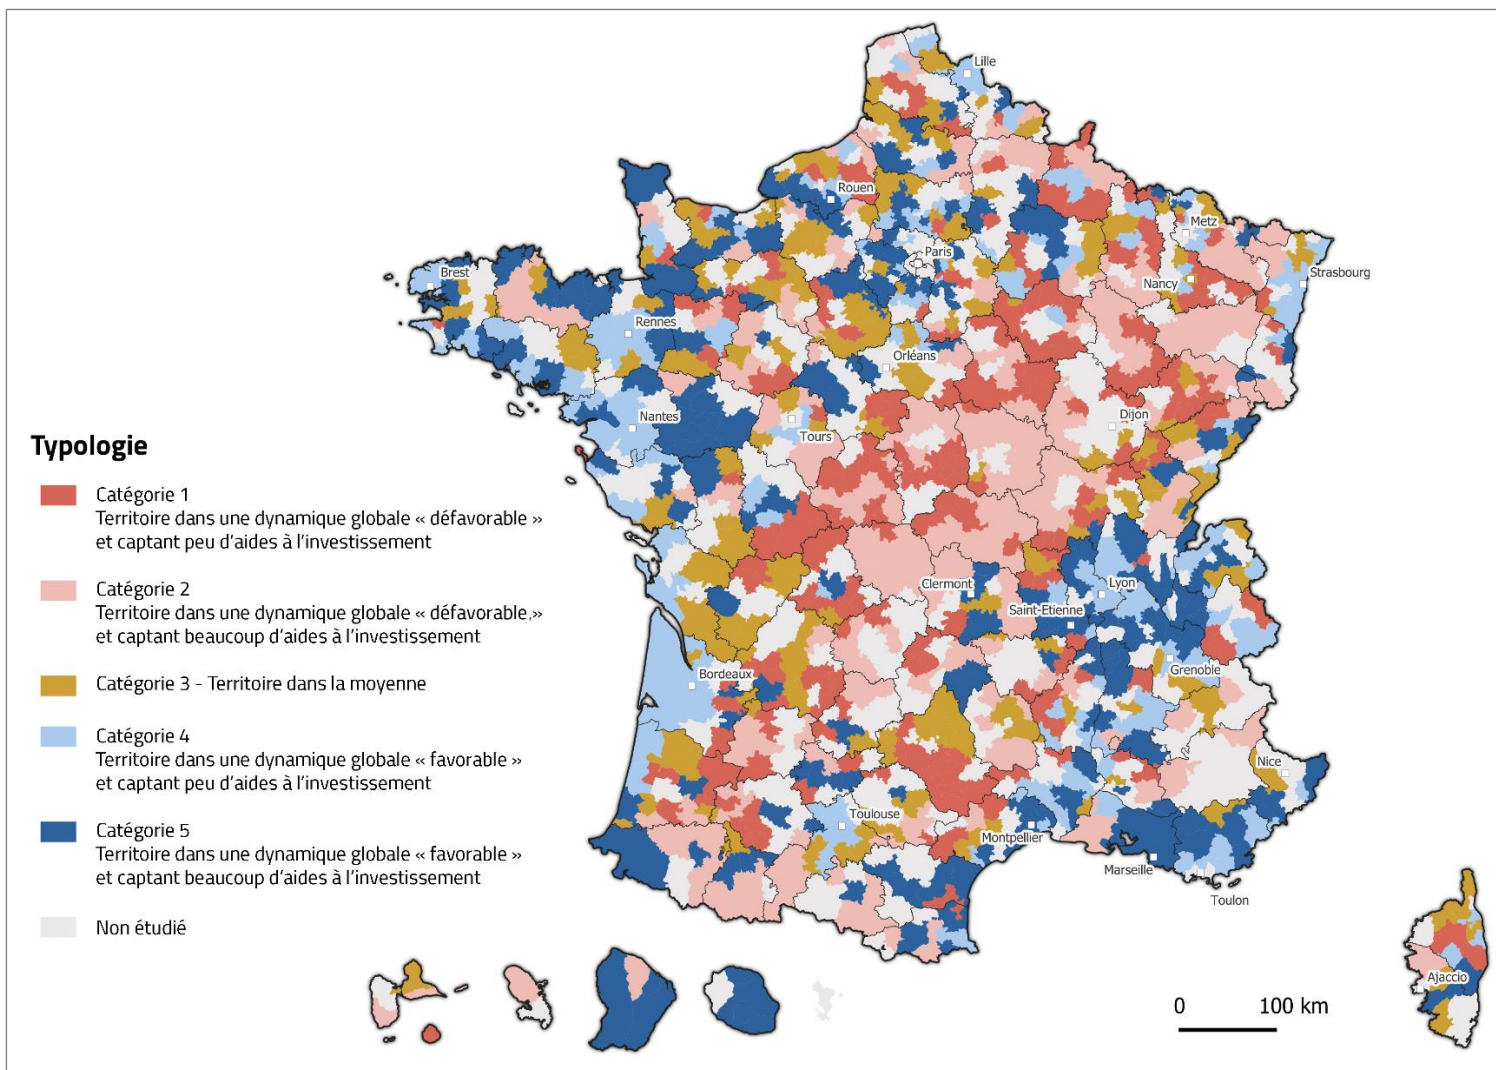 Lille
Rouen
Metz
Paris
Strasbourg
Nancy
Brest
Rennes
Orléans
Nantes
Tours
Dijon
Clermont
Lyon
Saint-Etienne
Grenoble
Bordeaux
Nice
Toulouse
Montpellier
Marseille
Toulon
Ajaccio
Typologie
Catégorie 1
Territoire dans une dynamique globale « défavorable »
et captant peu d'aides à l'investissement
Catégorie 2
Territoire dans une dynamique globale « défavorable,»
et captant beaucoup d'aides à l'investissement
Catégorie 3 - Territoire dans la moyenne
Catégorie 4
Territoire dans une dynamique globale « favorable »
et captant peu d'aides à l'investissement
Catégorie 5
Territoire dans une dynamique globale « favorable »
et captant beaucoup d'aides à l'investissement
Non étudié
0 100 km